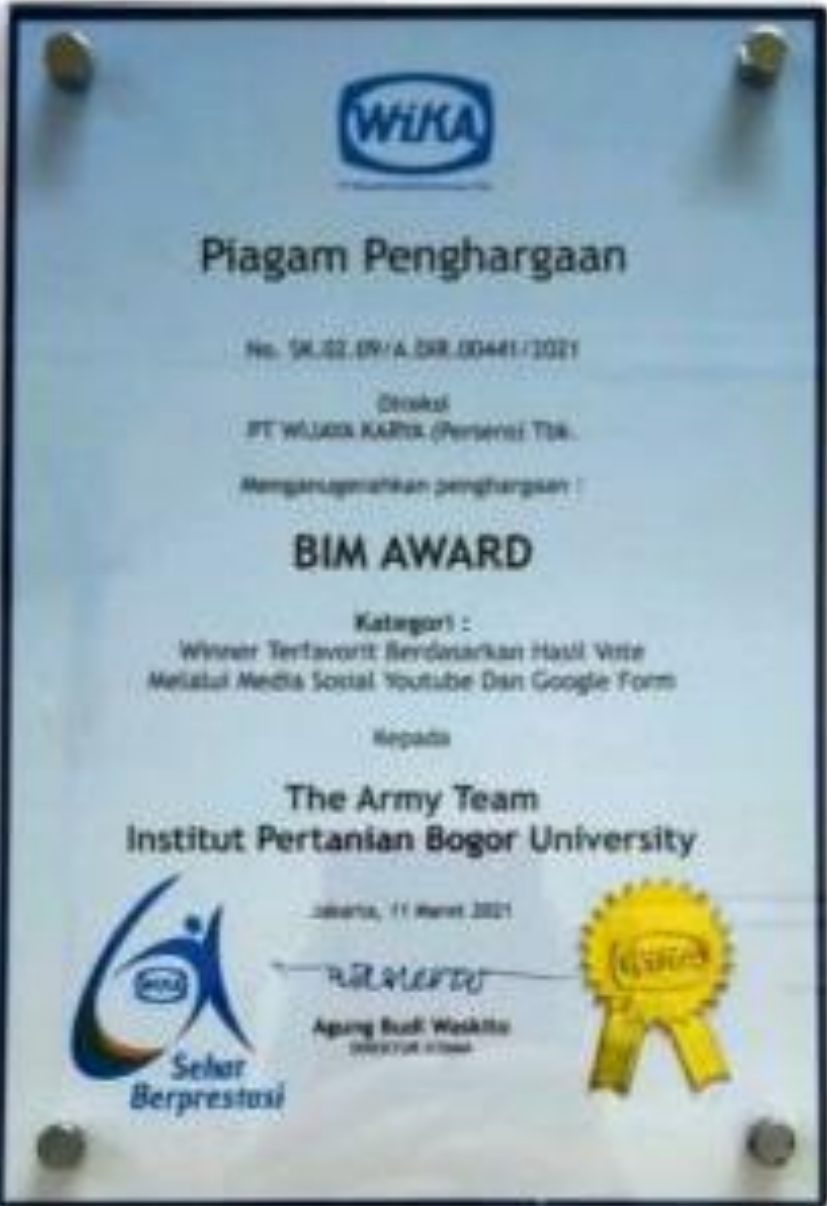 WiKA
Piagam Penghargaan
No. SK.02.09/A.DIR.00441/2021
Direksi
PT WIJAYA KARYA (Persero) Tbk.
Menganugerahkan penghargaan :
BIM AWARD
Kategori :
Winner Terfavorit Berdasarkan Hasil Vote
Melalui Media Sosial Youtube Dan Google Form
Kepada
The Army Team
Institut Pertanian Bogor University
Jakarta, 11 Maret 2021
WIKA
Agung Budi Waskito
DIREKTUR UTAMA
Sehat
Berprestasi